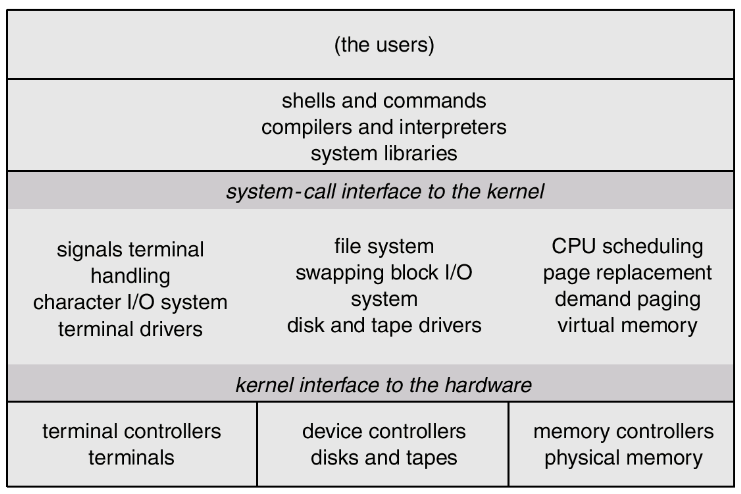 (the users)
shells and commands
compilers and interpreters
system libraries
system-call interface to the kernel
signals terminal
handling
character I/O system
terminal drivers
file system
swapping block I/O
system
disk and tape drivers
CPU scheduling
page replacement
demand paging
virtual memory
kernel interface to the hardware
terminal controllers
terminals
device controllers
disks and tapes
memory controllers
physical memory